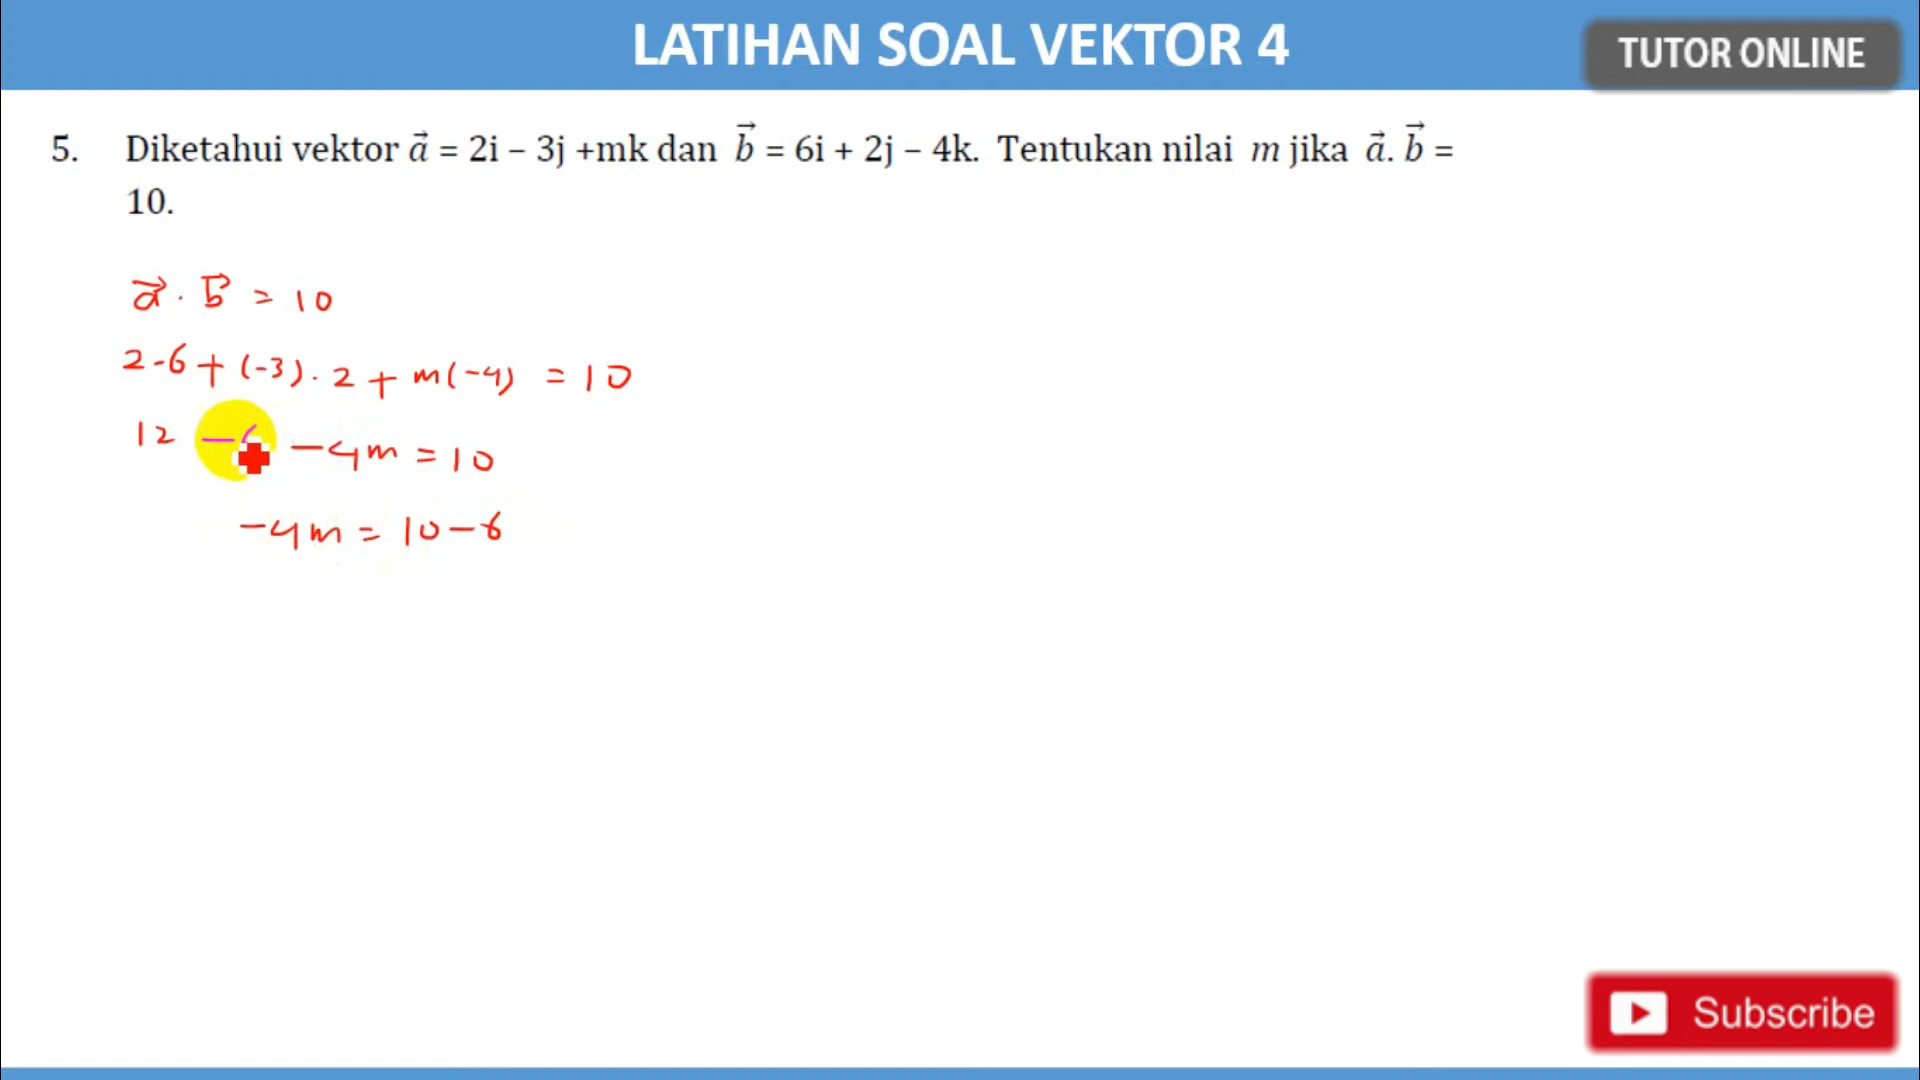 LATIHAN SOAL VEKTOR 4
TUTOR ONLINE
5. Diketahui vektor a⃗ = 2i – 3j +mk dan b⃗ = 6i + 2j – 4k. Tentukan nilai m jika a⃗. b⃗ =
10.
a⃗ . b⃗ = 10
2-6 + (-3) . 2 + m(-4) = 10
12 - 4m = 10
-4m = 10 - 6
Subscribe